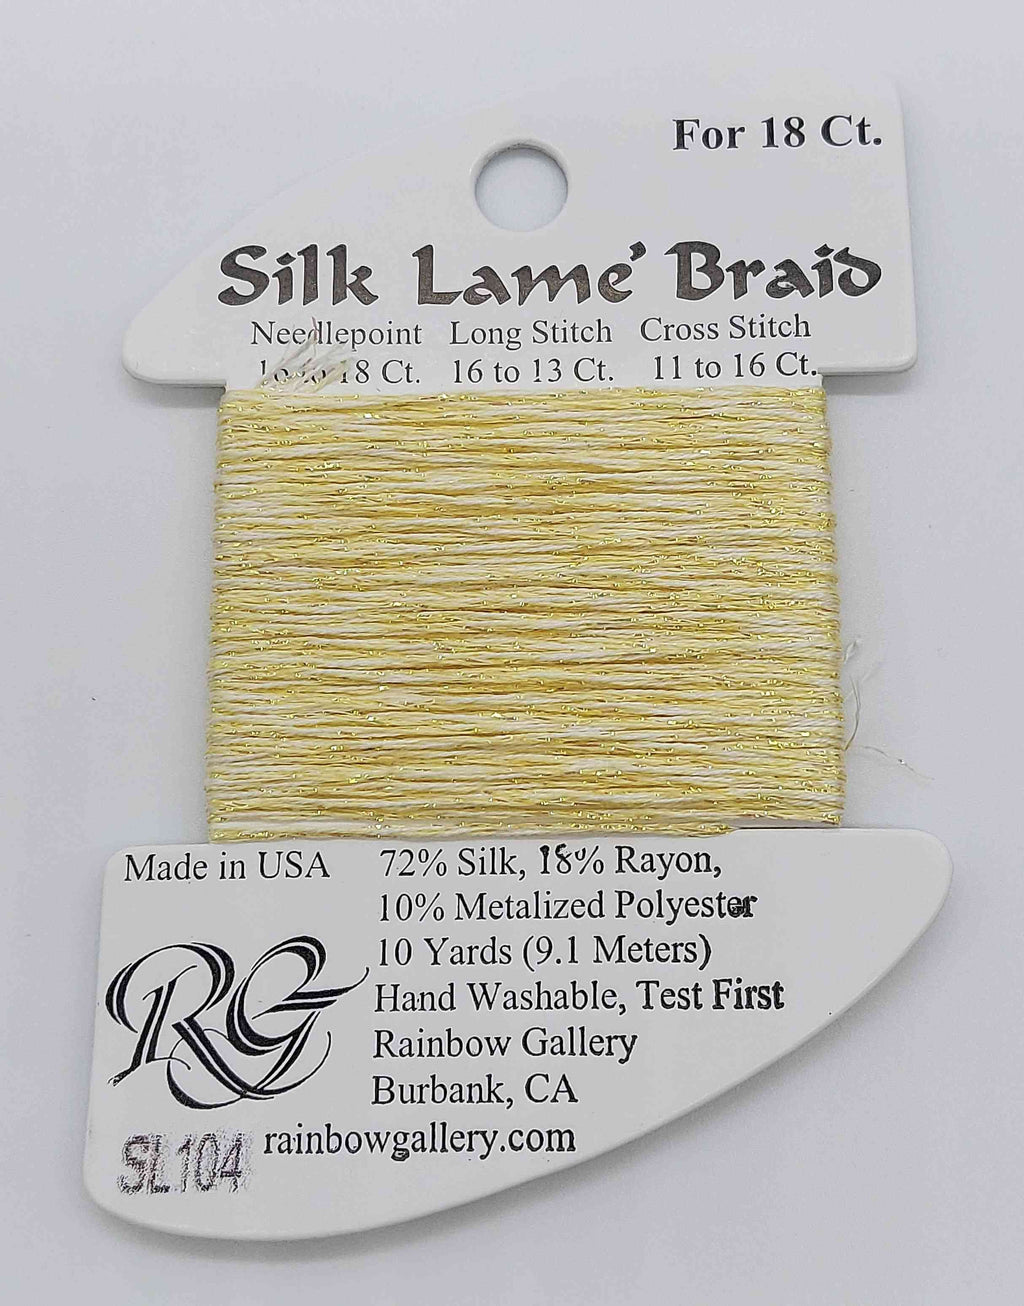 For 18 Ct.
Silk Lame' Braid
Needlepoint Long Stitch Cross Stitch
18 Ct. 16 to 13 Ct. 11 to 16 Ct.
Made in USA
72% Silk, 18% Rayon,
10% Metalized Polyester
10 Yards (9.1 Meters)
Hand Washable, Test First
Rainbow Gallery
Burbank, CA
rainbowgallery.com
RG
SL104